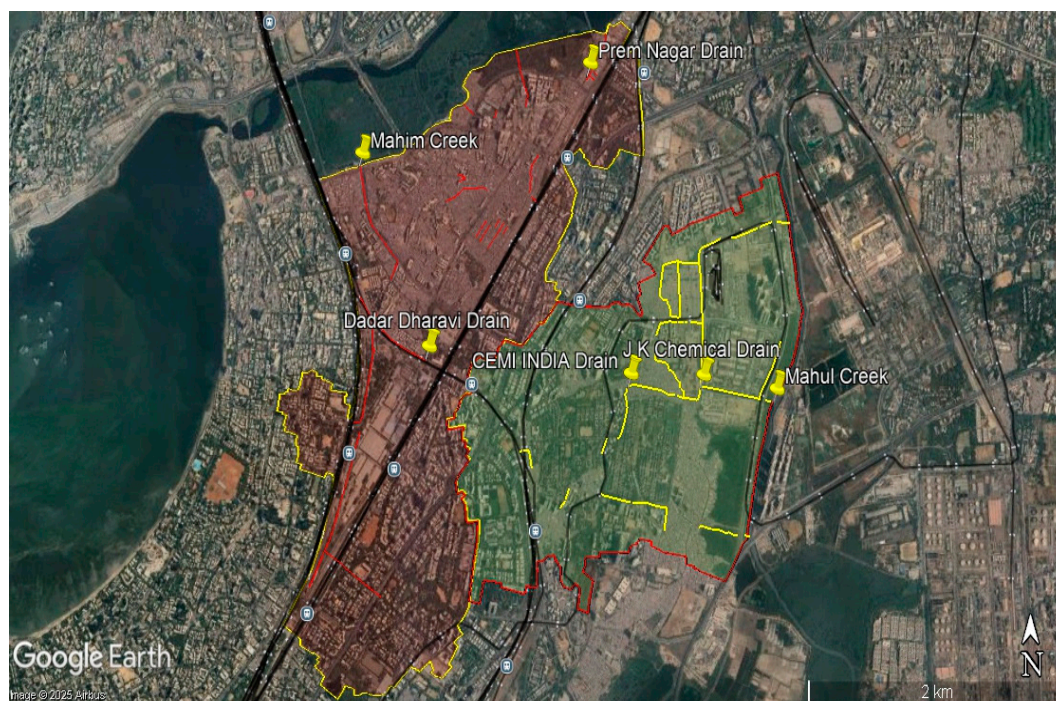 Prem Nagar Drain
Mahim Creek
Dadar Dharavi Drain
CEMI INDIA Drain
J K Chemical Drain
Mahul Creek
Google Earth
Image © 2025 Airbus
N
2 km